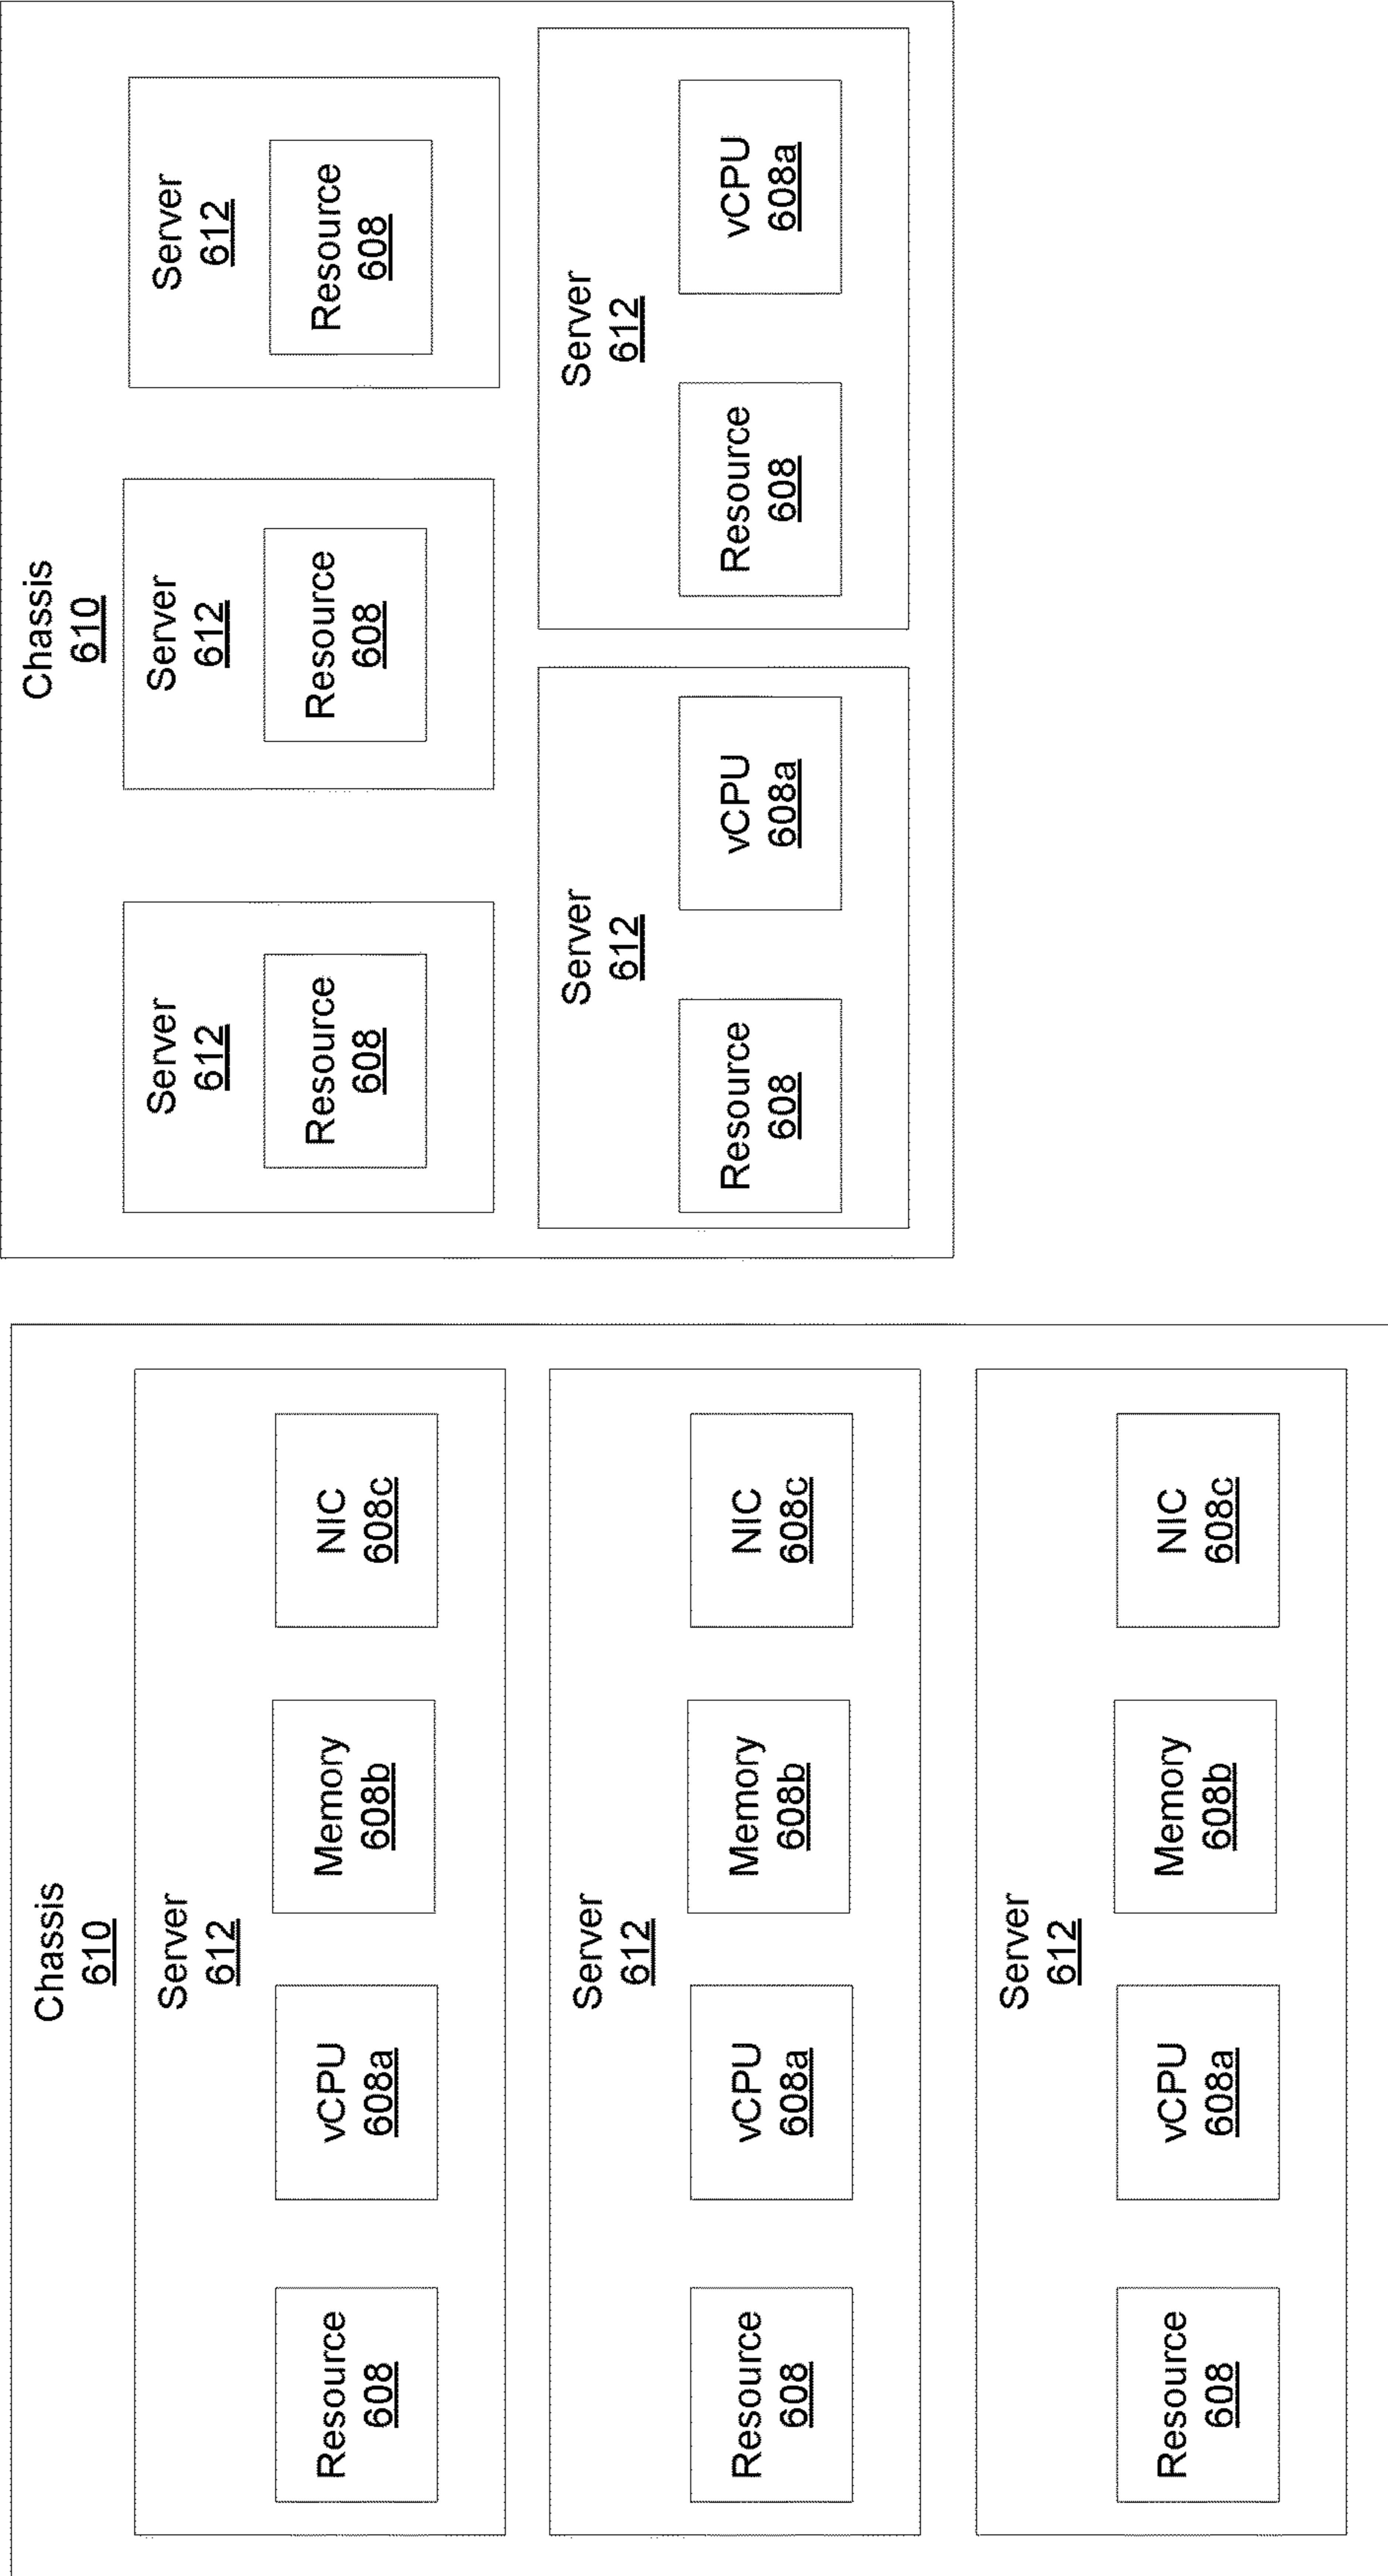 Chassis
610
Server
612
Resource
608
vCPU
608a
Memory
608b
NIC
608c
Server
612
Resource
608
vCPU
608a
Memory
608b
NIC
608c
Server
612
Resource
608
vCPU
608a
Memory
608b
NIC
608c
Chassis
610
Server
612
Resource
608
Server
612
Resource
608
Server
612
Resource
608
Server
612
Resource
608
vCPU
608a
Server
612
Resource
608
vCPU
608a